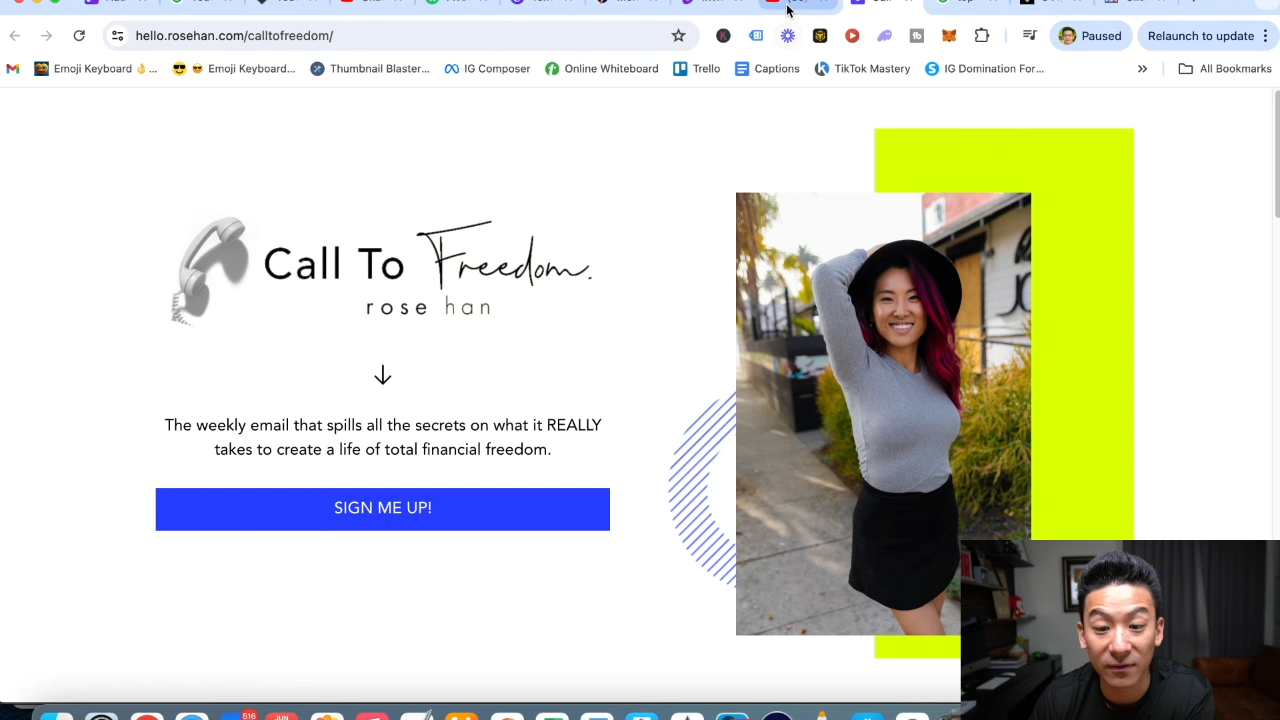 hello.rosehan.com/calltofreedom/
Paused
Relaunch to update
Emoji Keyboard 👌...
Emoji Keyboard...
Thumbnail Blaster...
IG Composer
Online Whiteboard
Trello
Captions
TikTok Mastery
IG Domination For...
All Bookmarks
Call To Freedom.
rose han
The weekly email that spills all the secrets on what it REALLY
takes to create a life of total financial freedom.
SIGN ME UP!
516
JUN